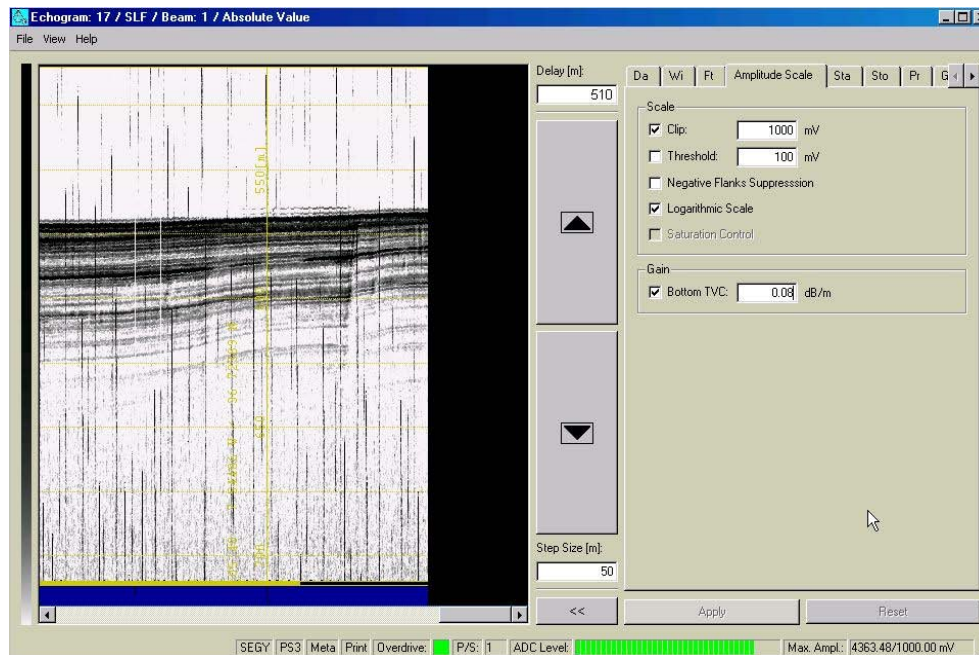 Echogram: 17 / SLF / Beam: 1 / Absolute Value
File View Help
Delay [m]:
510
Da Wi Ft Amplitude Scale Sta Sto Pr G
Scale
Clip: 1000 mV
Threshold: 100 mV
Negative Flanks Suppresssion
Logarithmic Scale
Saturation Control
Gain
Bottom TVC: 0.08 dB/m
550[m]
650
700
Step Size [m]:
50
<<
Apply Reset
SEGY PS3 Meta Print Overdrive: P/S: 1 ADC Level: Max. Ampl.: 4363.48/1000.00 mV